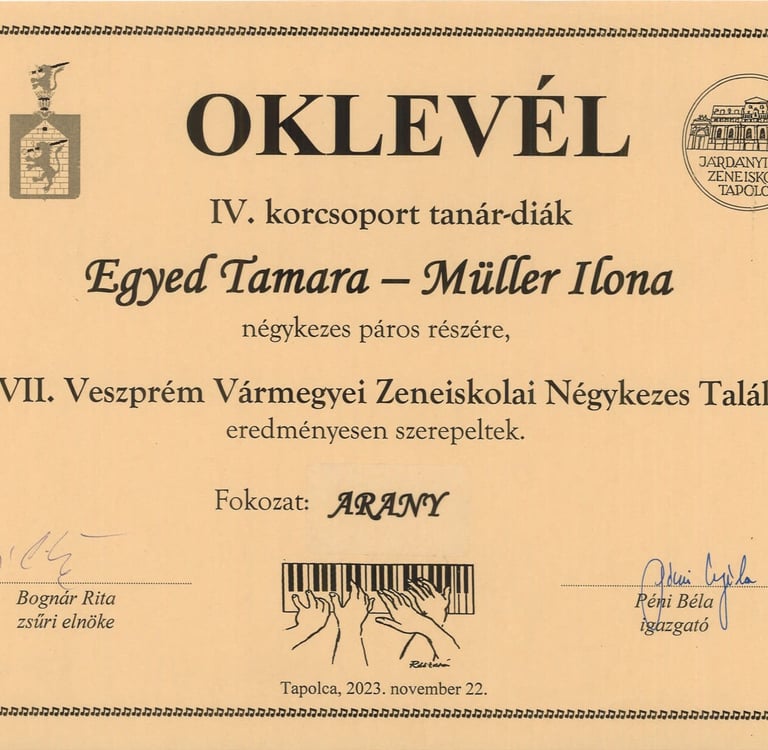 OKLEVÉL
JÁRDÁNYI
ZENEISKO
TAPOLC
IV. korcsoport tanár-diák
Egyed Tamara – Müller Ilona
négykezes páros részére,
VII. Veszprém Vármegyei Zeneiskolai Négykezes Talál
eredményesen szerepeltek.
Fokozat: ARANY
Bognár Rita
zsűri elnöke
Péni Béla
igazgató
Tapolca, 2023. november 22.